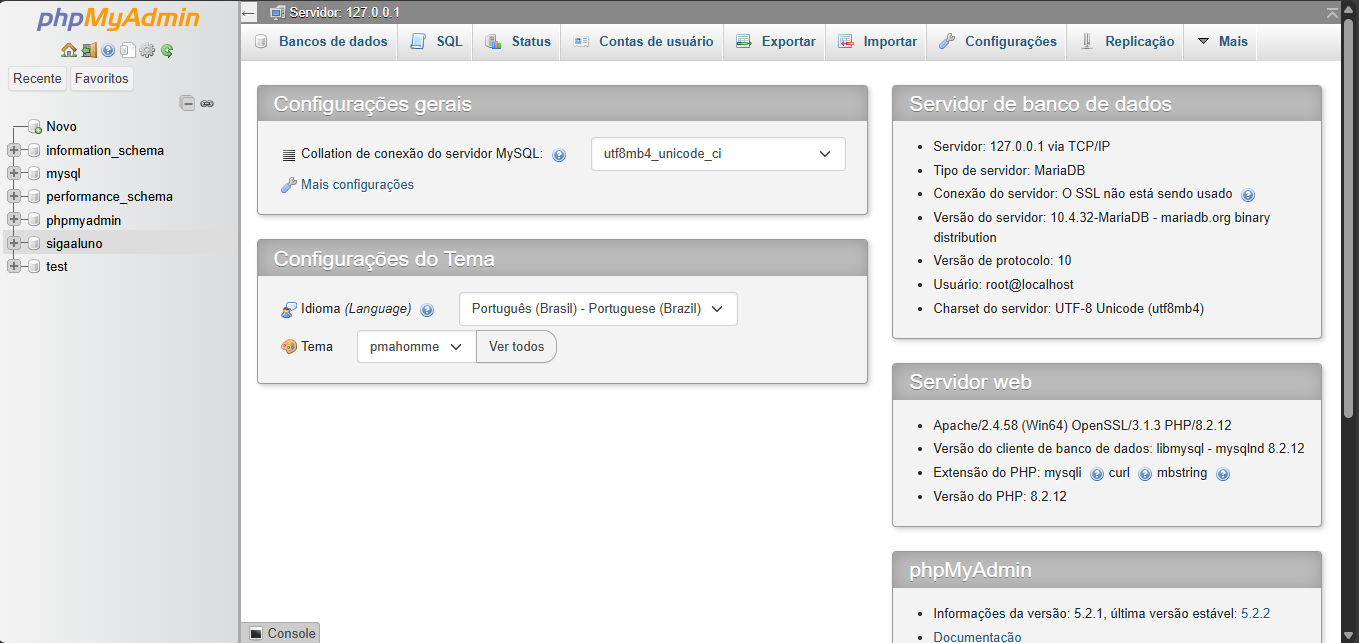 phpMyAdmin
Recente Favoritos
Novo
information_schema
mysql
performance_schema
phpmyadmin
sigaaluno
test
Servidor: 127.0.0.1
Bancos de dados SQL Status Contas de usuário Exportar Importar Configurações Replicação Mais
Configurações gerais
Collation de conexão do servidor MySQL: utf8mb4_unicode_ci
Mais configurações
Configurações do Tema
Idioma (Language) Português (Brasil) - Portuguese (Brazil)
Tema pmahomme Ver todos
Servidor de banco de dados
Servidor: 127.0.0.1 via TCP/IP
Tipo de servidor: MariaDB
Conexão do servidor: O SSL não está sendo usado
Versão do servidor: 10.4.32-MariaDB - mariadb.org binary
distribution
Versão de protocolo: 10
Usuário: root@localhost
Charset do servidor: UTF-8 Unicode (utf8mb4)
Servidor web
Apache/2.4.58 (Win64) OpenSSL/3.1.3 PHP/8.2.12
Versão do cliente de banco de dados: libmysql - mysqlnd 8.2.12
Extensão do PHP: mysqli curl mbstring
Versão do PHP: 8.2.12
phpMyAdmin
Informações da versão: 5.2.1, última versão estável: 5.2.2
Documentação
Console